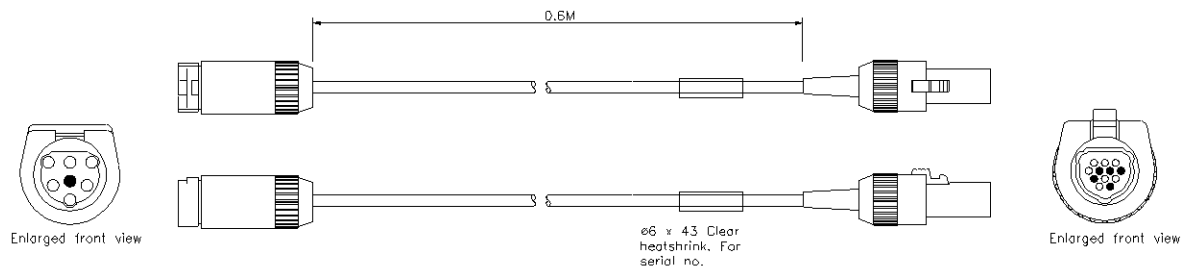 0.6M
Enlarged front view
ø6 x 43 Clear
heatshrink. For
serial no.
Enlarged front view